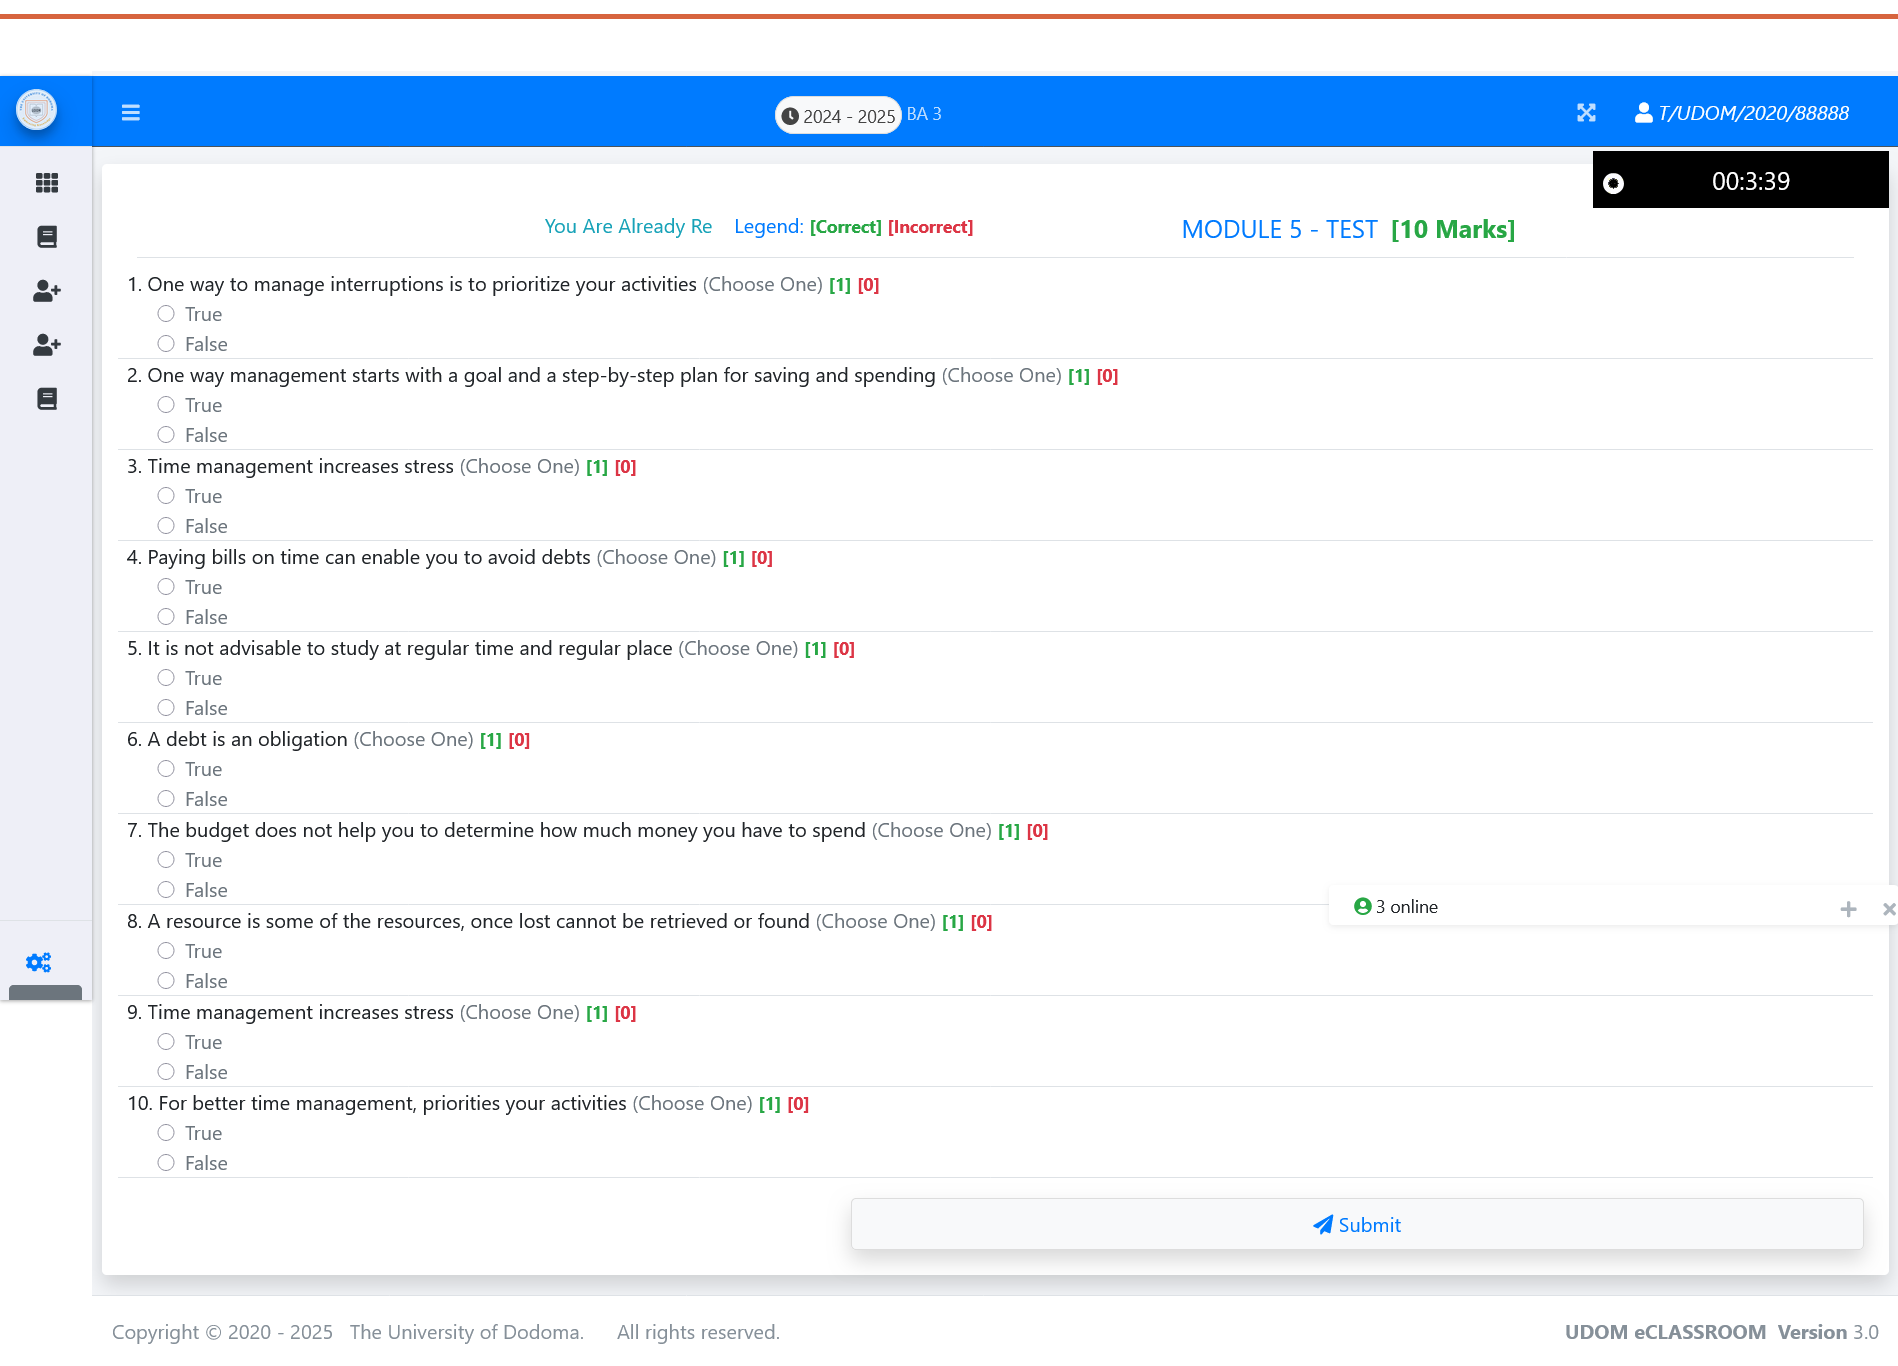 2024 - 2025 BA 3
T/UDOM/2020/88888
00:3:39
You Are Already Re Legend: [Correct] [Incorrect] MODULE 5 - TEST [10 Marks]
1. One way to manage interruptions is to prioritize your activities (Choose One) [1] [0]
True
False
2. One way management starts with a goal and a step-by-step plan for saving and spending (Choose One) [1] [0]
True
False
3. Time management increases stress (Choose One) [1] [0]
True
False
4. Paying bills on time can enable you to avoid debts (Choose One) [1] [0]
True
False
5. It is not advisable to study at regular time and regular place (Choose One) [1] [0]
True
False
6. A debt is an obligation (Choose One) [1] [0]
True
False
7. The budget does not help you to determine how much money you have to spend (Choose One) [1] [0]
True
False
3 online
8. A resource is some of the resources, once lost cannot be retrieved or found (Choose One) [1] [0]
True
False
9. Time management increases stress (Choose One) [1] [0]
True
False
10. For better time management, priorities your activities (Choose One) [1] [0]
True
False
Submit
Copyright © 2020 - 2025 The University of Dodoma. All rights reserved. UDOM eCLASSROOM Version 3.0